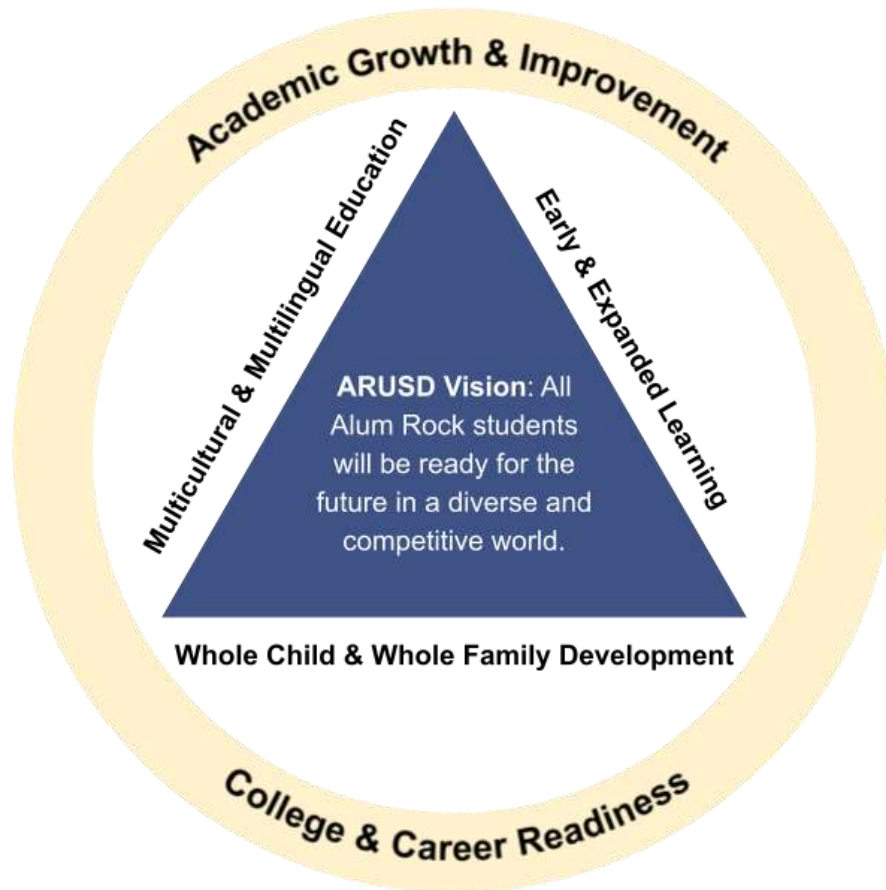 Academic Growth & Improvement
Multicultural & Multilingual Education
Early & Expanded Learning
ARUSD Vision: All
Alum Rock students
will be ready for the
future in a diverse and
competitive world.
Whole Child & Whole Family Development
College & Career Readiness